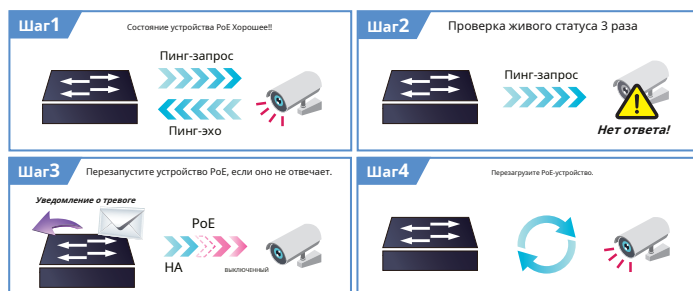 Шаг1
Состояние устройства PoE Хорошее!!
Пинг-запрос
Пинг-эхо
Шаг2
Проверка живого статуса 3 раза
Пинг-запрос
Нет ответа!
Шаг3
Перезапустите устройство PoE, если оно не отвечает.
Уведомление о тревоге
PoE
НА
выключенный
Шаг4
Перезагрузите PoE-устройство.